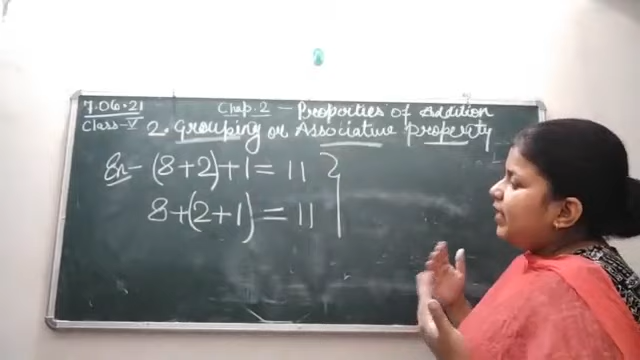 7.06.21 Chap. 2 - Properties of Addition
Class-V 2. Grouping or Associative property
Ex - (8+2)+1 = 11
8+(2+1) = 11